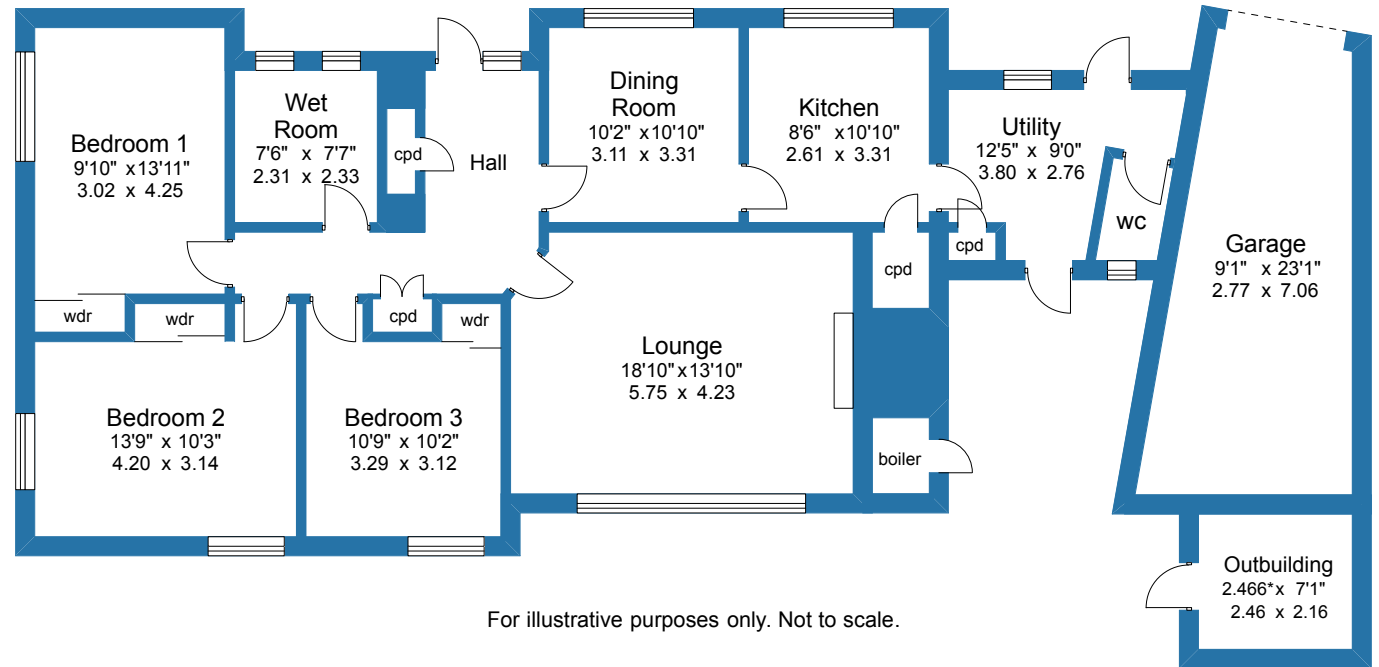 Bedroom 1
9'10" x 13'11"
3.02 x 4.25
Wet
Room
7'6" x 7'7"
2.31 x 2.33
cpd
Hall
Dining
Room
10'2" x 10'10"
3.11 x 3.31
Kitchen
8'6" x 10'10"
2.61 x 3.31
Utility
12'5" x 9'0"
3.80 x 2.76
wc
cpd
cpd
Garage
9'1" x 23'1"
2.77 x 7.06
wdr
wdr
cpd
wdr
Lounge
18'10" x 13'10"
5.75 x 4.23
Bedroom 2
13'9" x 10'3"
4.20 x 3.14
Bedroom 3
10'9" x 10'2"
3.29 x 3.12
boiler
Outbuilding
2.466* x 7'1"
2.46 x 2.16
For illustrative purposes only. Not to scale.